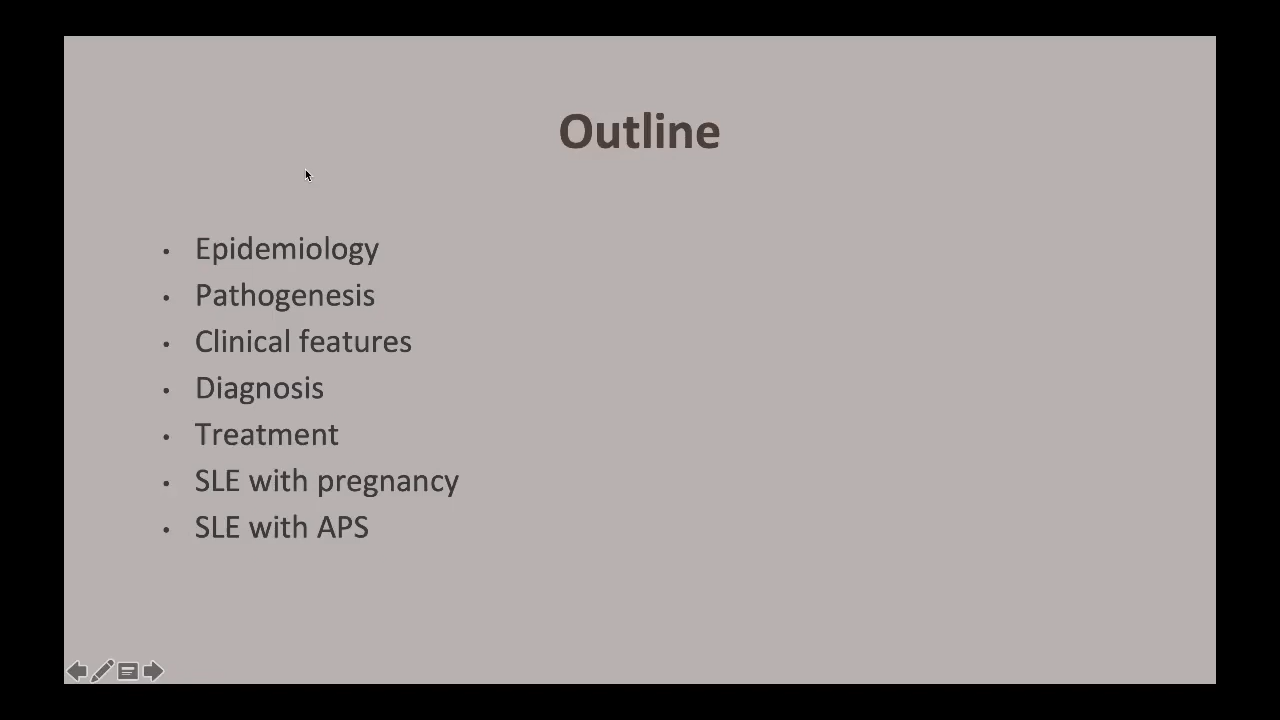 Outline
• Epidemiology
• Pathogenesis
• Clinical features
• Diagnosis
• Treatment
• SLE with pregnancy
• SLE with APS